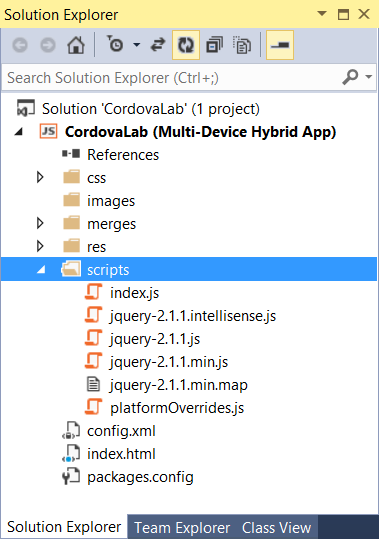 Solution Explorer
Search Solution Explorer (Ctrl+;)
Solution 'CordovaLab' (1 project)
JS CordovaLab (Multi-Device Hybrid App)
References
css
images
merges
res
scripts
index.js
jquery-2.1.1.intellisense.js
jquery-2.1.1.js
jquery-2.1.1.min.js
jquery-2.1.1.min.map
platformOverrides.js
config.xml
index.html
packages.config
Solution Explorer Team Explorer Class View